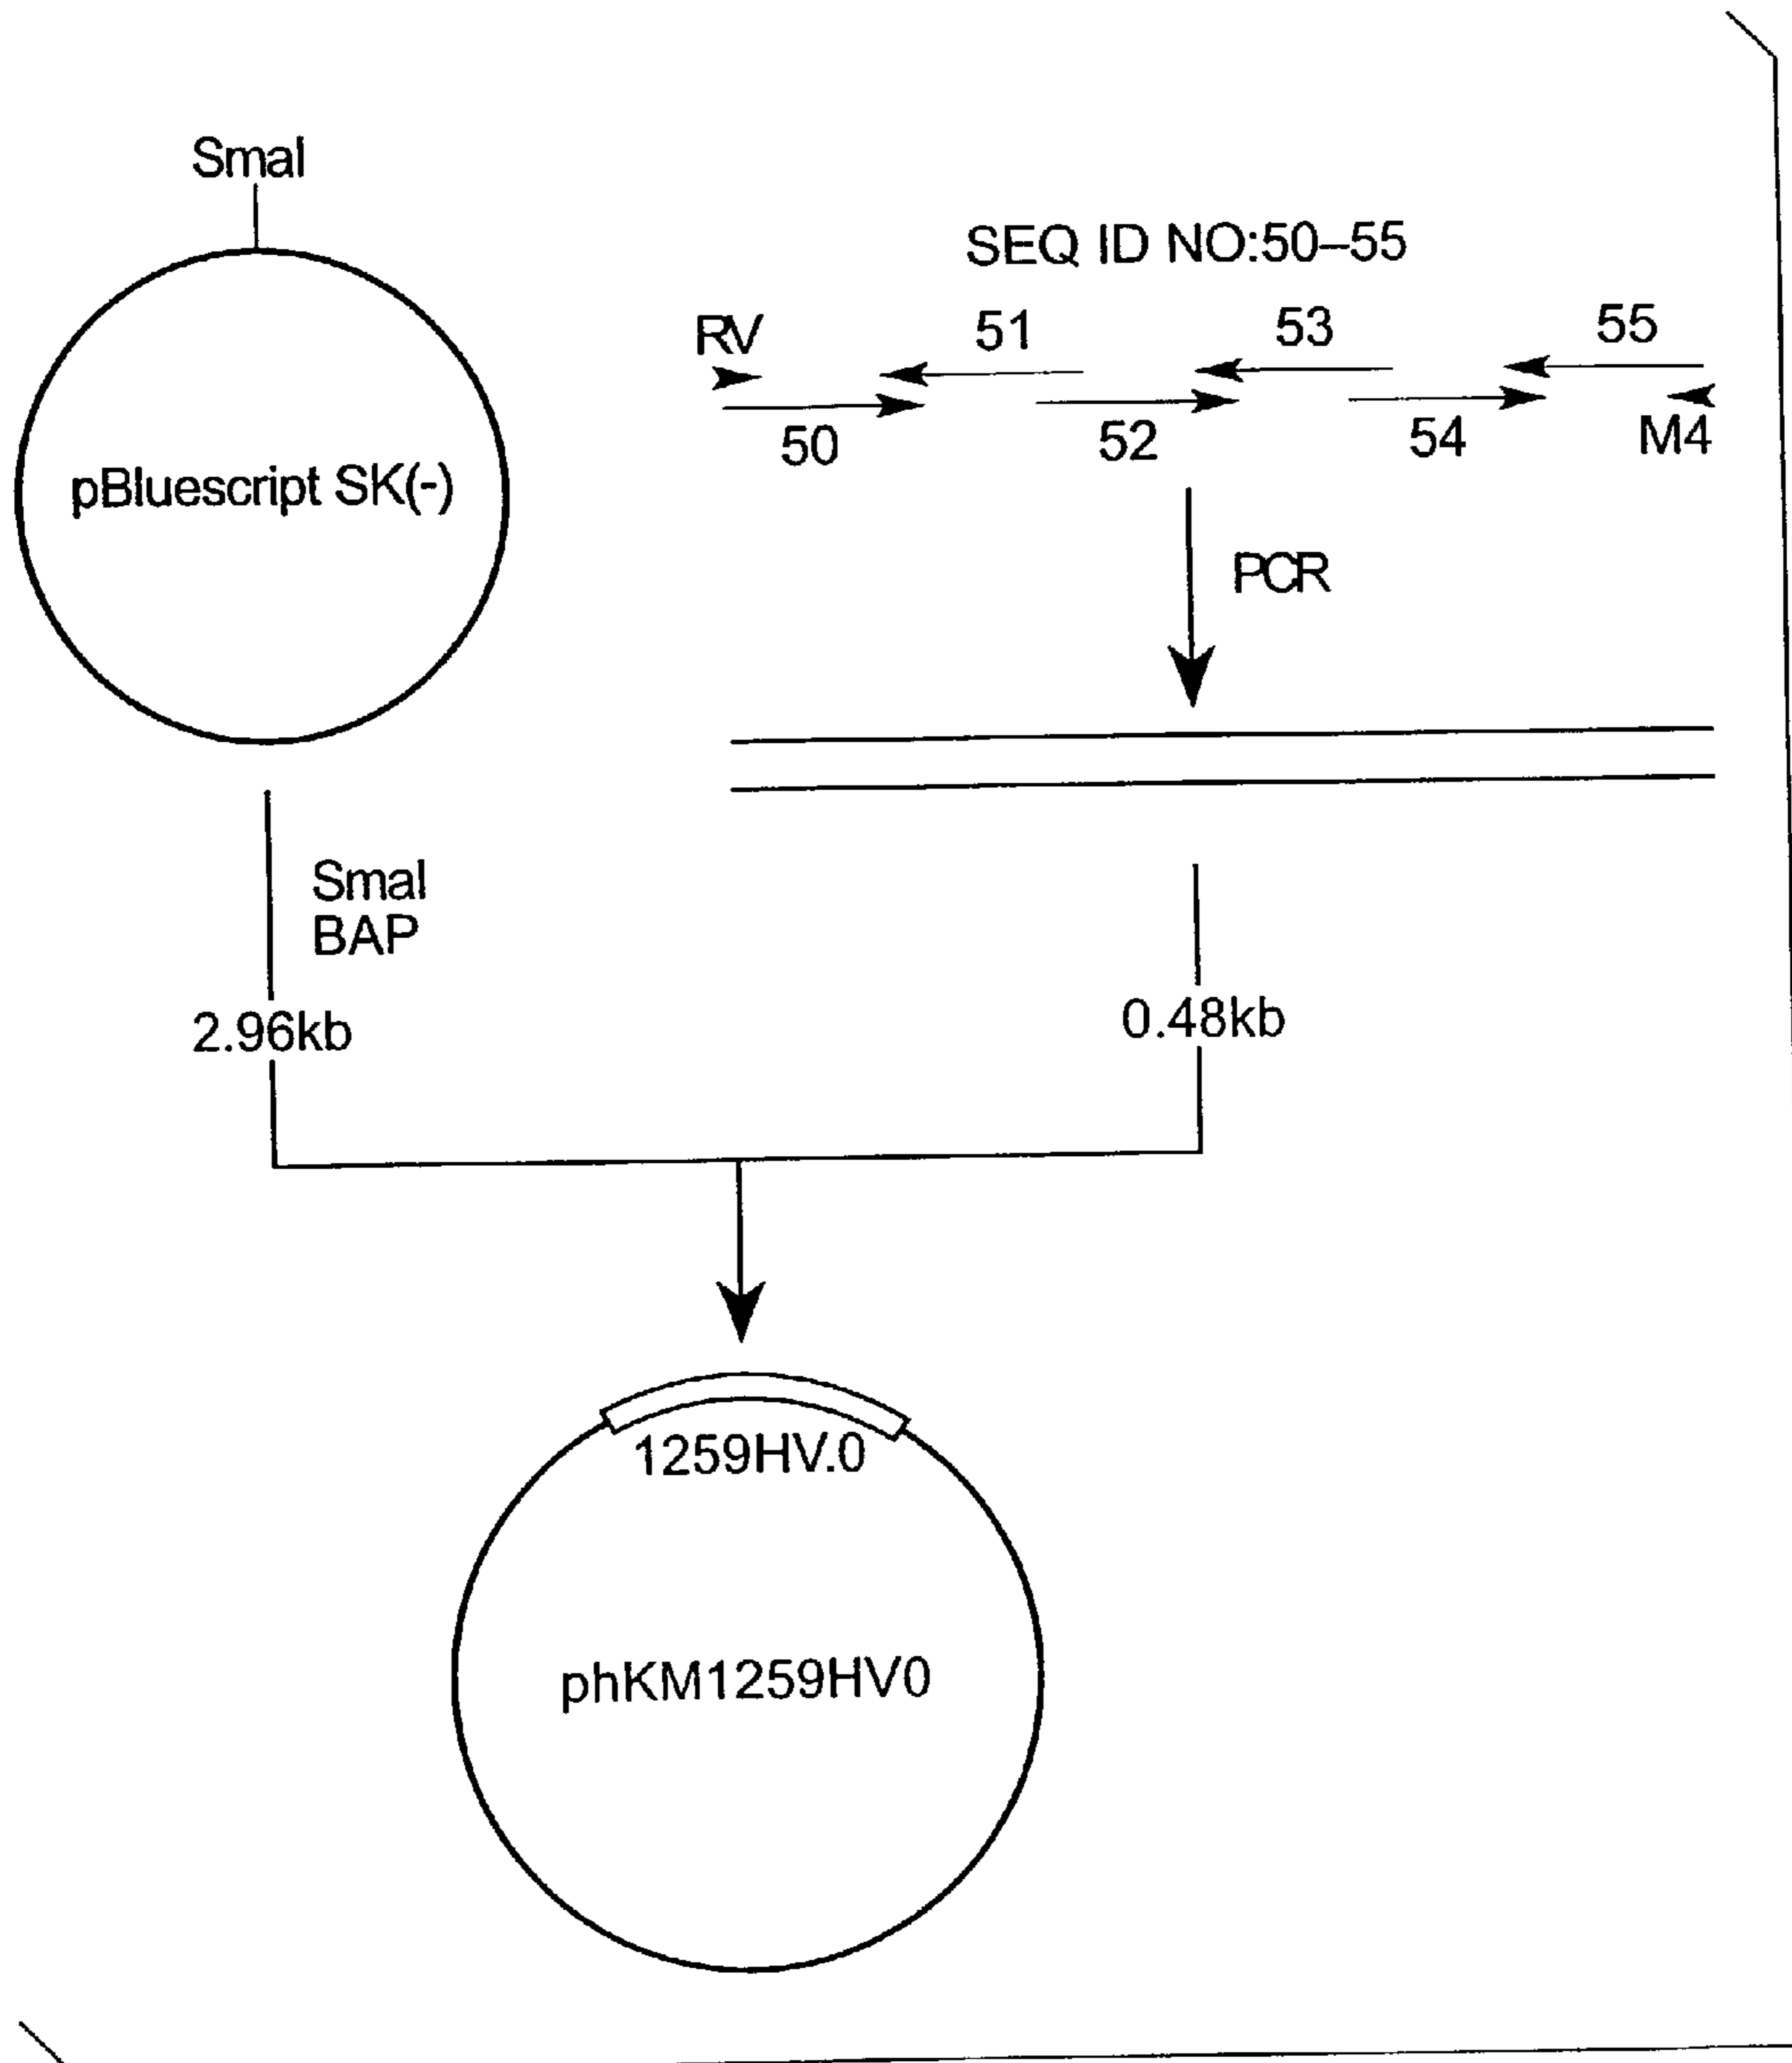 SmaI
SEQ ID NO:50–55
RV
51
53
55
50
52
54
M4
pBluescript SK(-)
PCR
SmaI
BAP
2.96kb
0.48kb
1259HV.0
phKM1259HV0